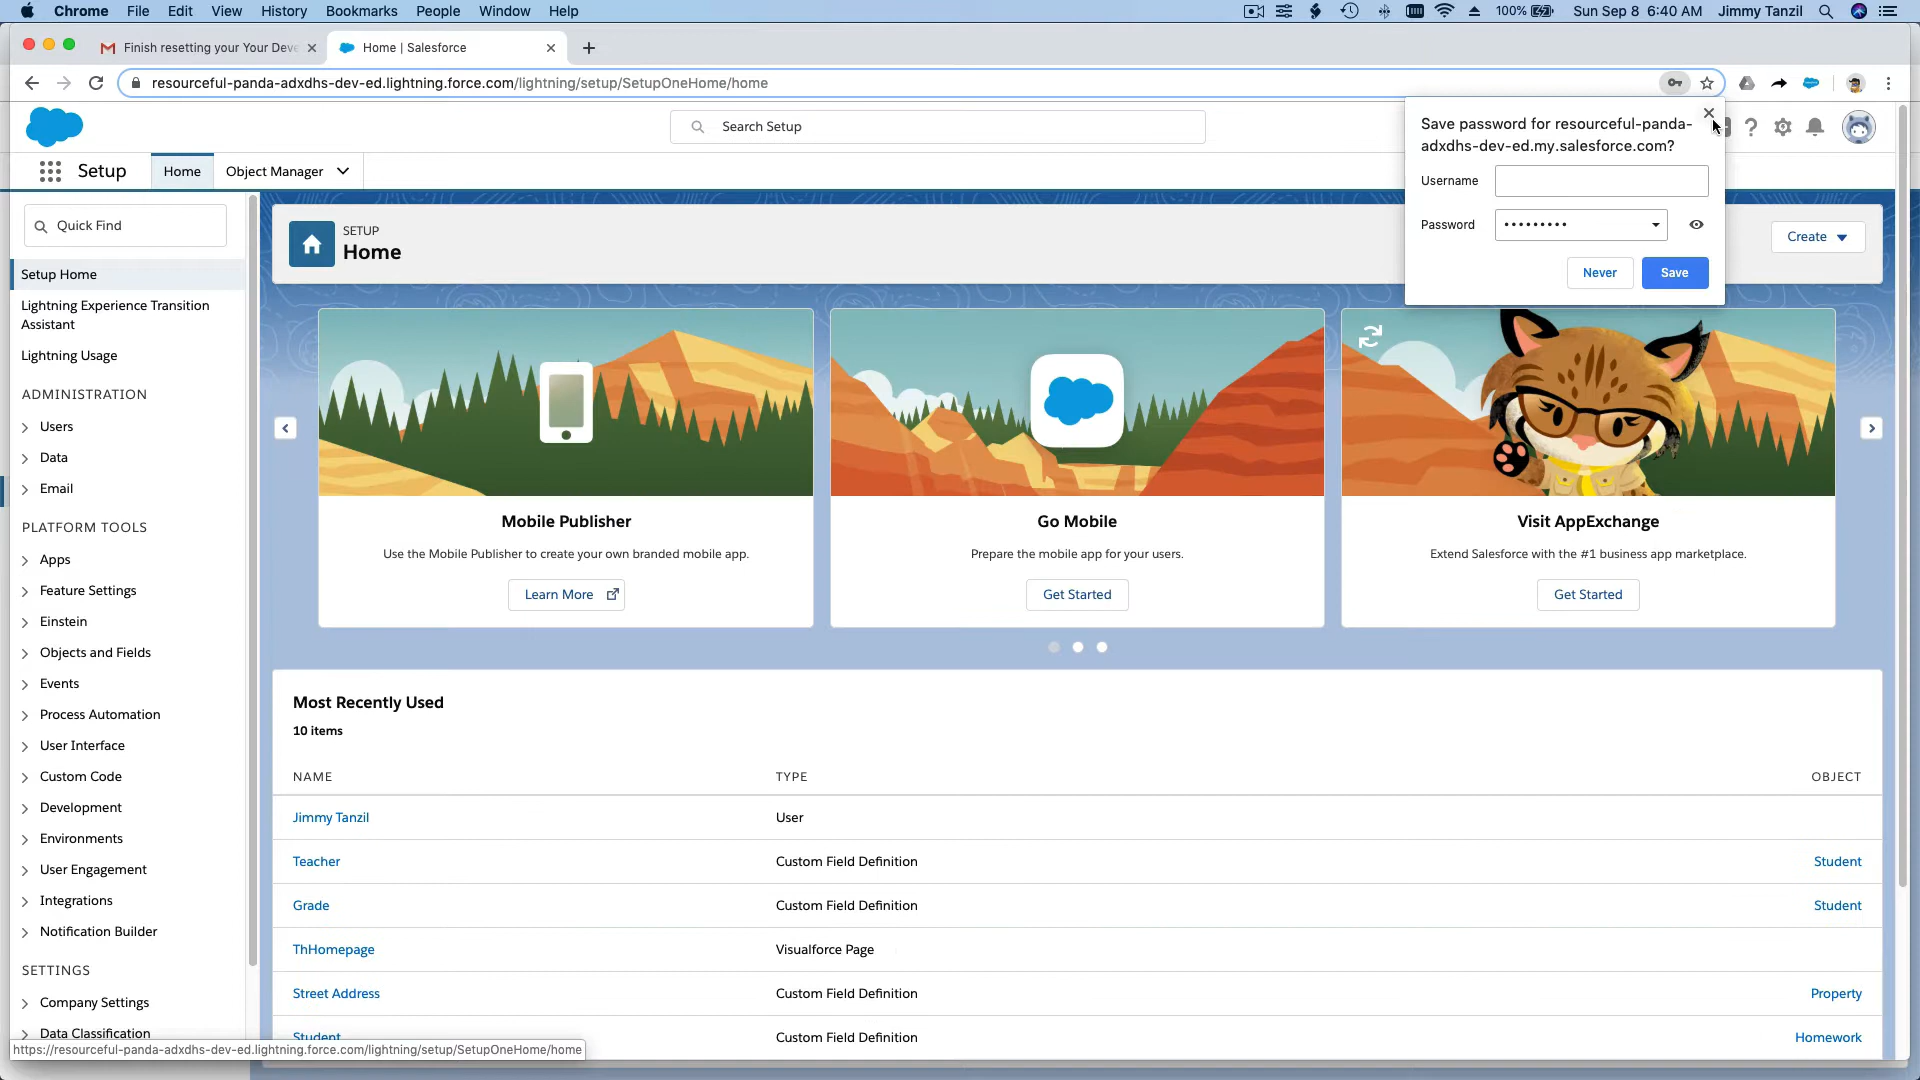 Chrome File Edit View History Bookmarks People Window Help 100% Sun Sep 8 6:40 AM Jimmy Tanzil
Finish resetting your Your Deve
Home | Salesforce
resourceful-panda-adxdhs-dev-ed.lightning.force.com/lightning/setup/SetupOneHome/home
Search Setup
Save password for resourceful-panda-
adxdhs-dev-ed.my.salesforce.com?
Username
Password •••••••••
Never Save
Setup Home Object Manager
Quick Find
Setup Home
Lightning Experience Transition
Assistant
Lightning Usage
ADMINISTRATION
Users
Data
Email
PLATFORM TOOLS
Apps
Feature Settings
Einstein
Objects and Fields
Events
Process Automation
User Interface
Custom Code
Development
Environments
User Engagement
Integrations
Notification Builder
SETTINGS
Company Settings
Data Classification
SETUP
Home
Create
Mobile Publisher
Use the Mobile Publisher to create your own branded mobile app.
Learn More
Go Mobile
Prepare the mobile app for your users.
Get Started
Visit AppExchange
Extend Salesforce with the #1 business app marketplace.
Get Started
Most Recently Used
10 items
NAME TYPE OBJECT
Jimmy Tanzil User
Teacher Custom Field Definition Student
Grade Custom Field Definition Student
ThHomepage Visualforce Page
Street Address Custom Field Definition Property
Student Custom Field Definition Homework
https://resourceful-panda-adxdhs-dev-ed.lightning.force.com/lightning/setup/SetupOneHome/home